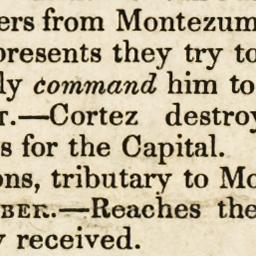 ers from Montezum
presents they try to
ly command him to
T.—Cortez destroy
s for the Capital.
ons, tributary to Mo
BER.—Reaches the
received.